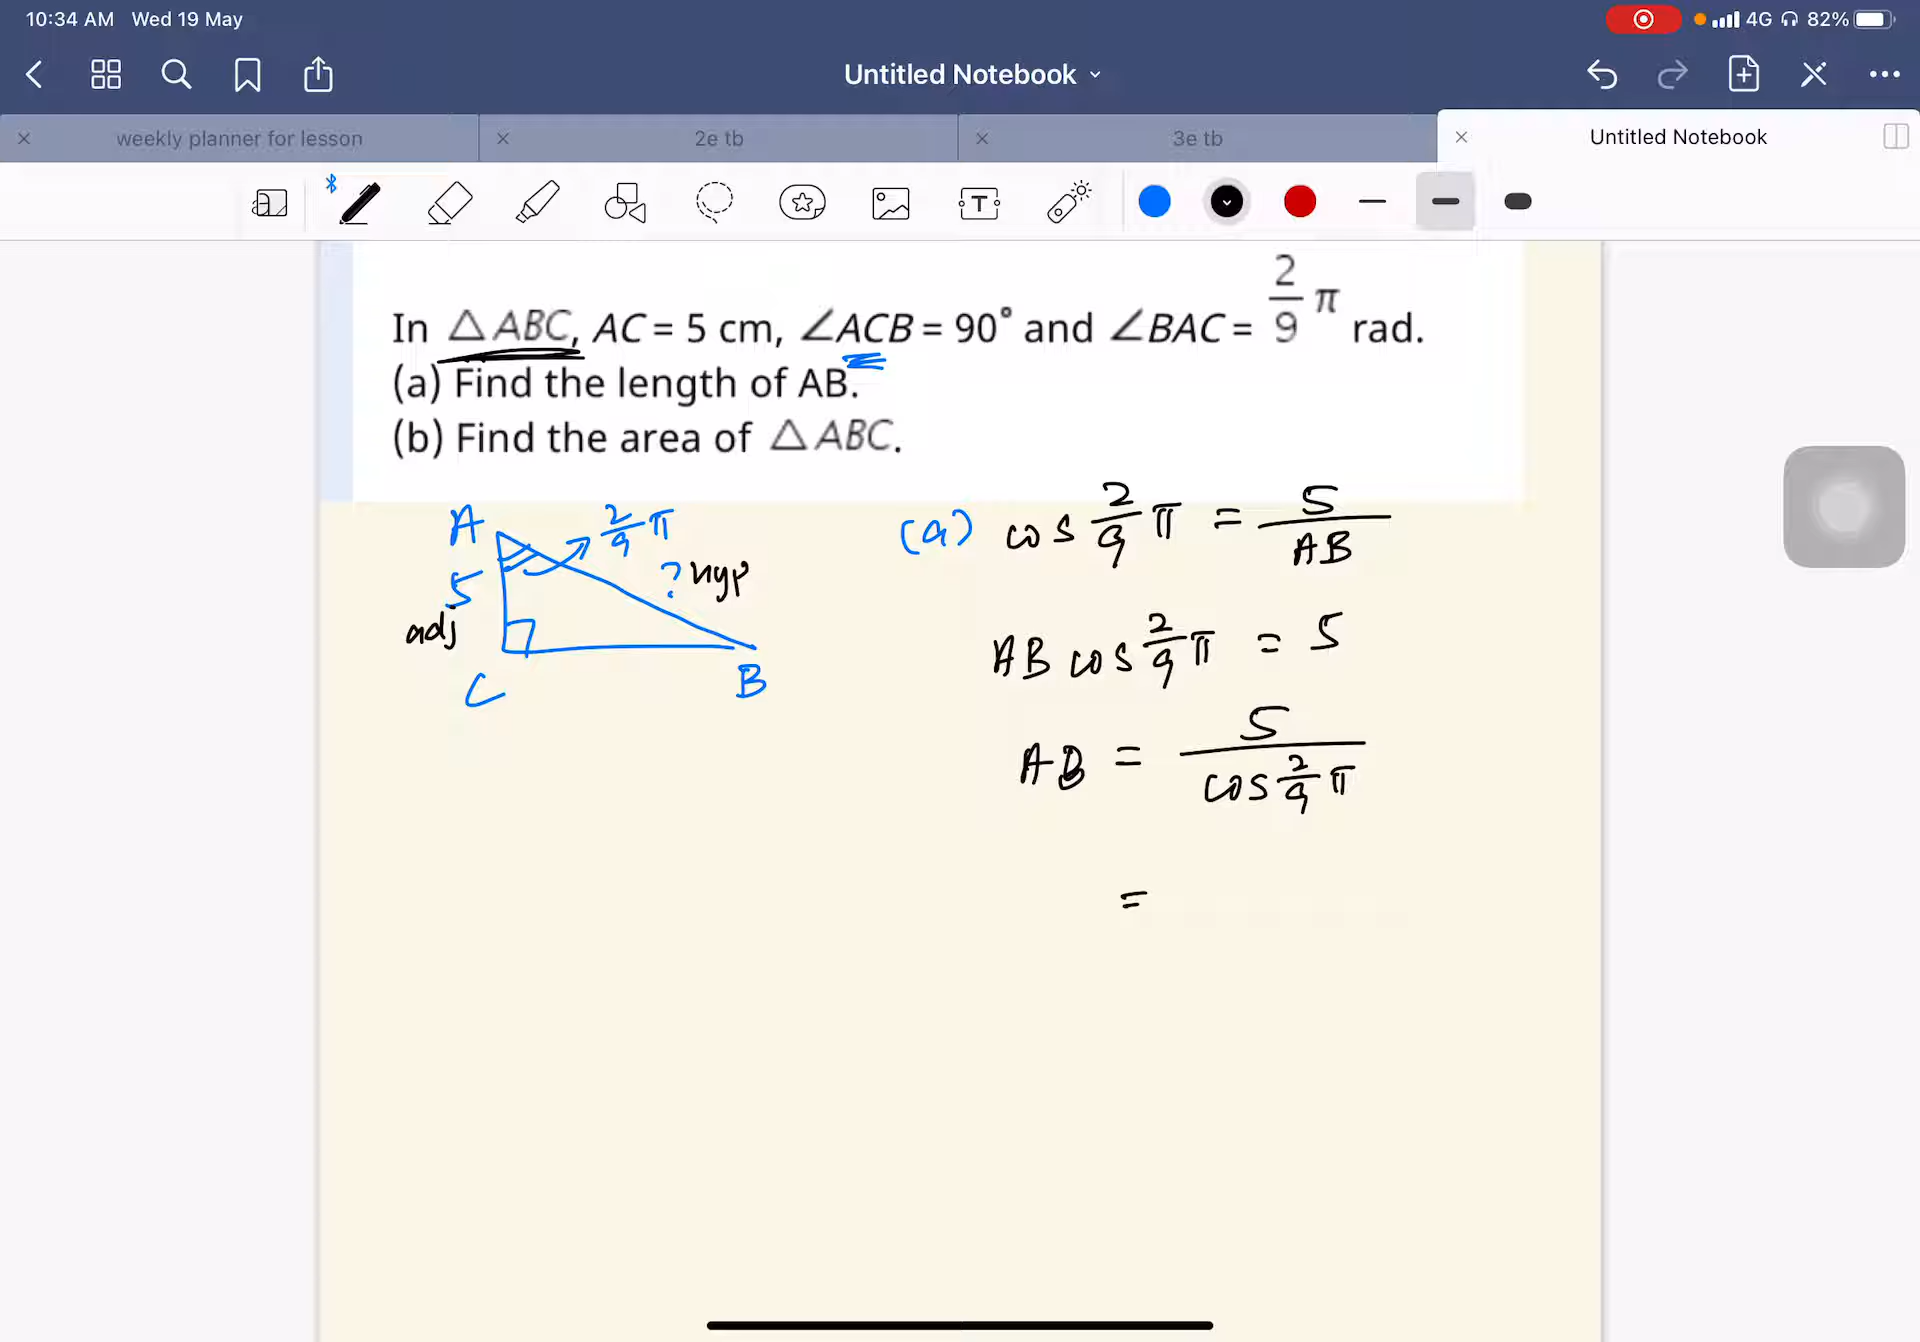 10:34 AM Wed 19 May
4G 82%
Untitled Notebook
weekly planner for lesson
2e tb
3e tb
Untitled Notebook
In △ABC, AC = 5 cm, ∠ACB = 90° and ∠BAC = 2/9 π rad.
(a) Find the length of AB.
(b) Find the area of △ABC.
A
2/9 π
5
? hyp
adj
C
B
(a) cos 2/9 π = 5/AB
AB cos 2/9 π = 5
AB = 5/cos 2/9 π
=